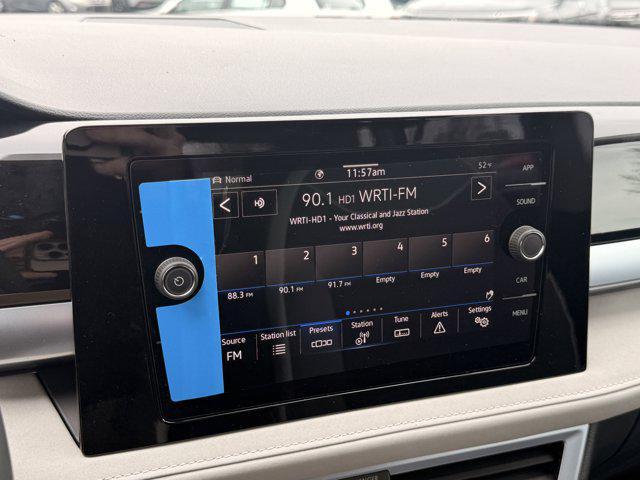 Normal
11:57am
52°F
APP
90.1 HD1 WRTI-FM
WRTI-HD1 - Your Classical and Jazz Station
www.wrti.org
SOUND
1 2 3 4 5 6
88.3 FM 90.1 FM 91.7 FM Empty Empty Empty
CAR
MENU
Source Station list Presets Station Tune Alerts Settings
FM